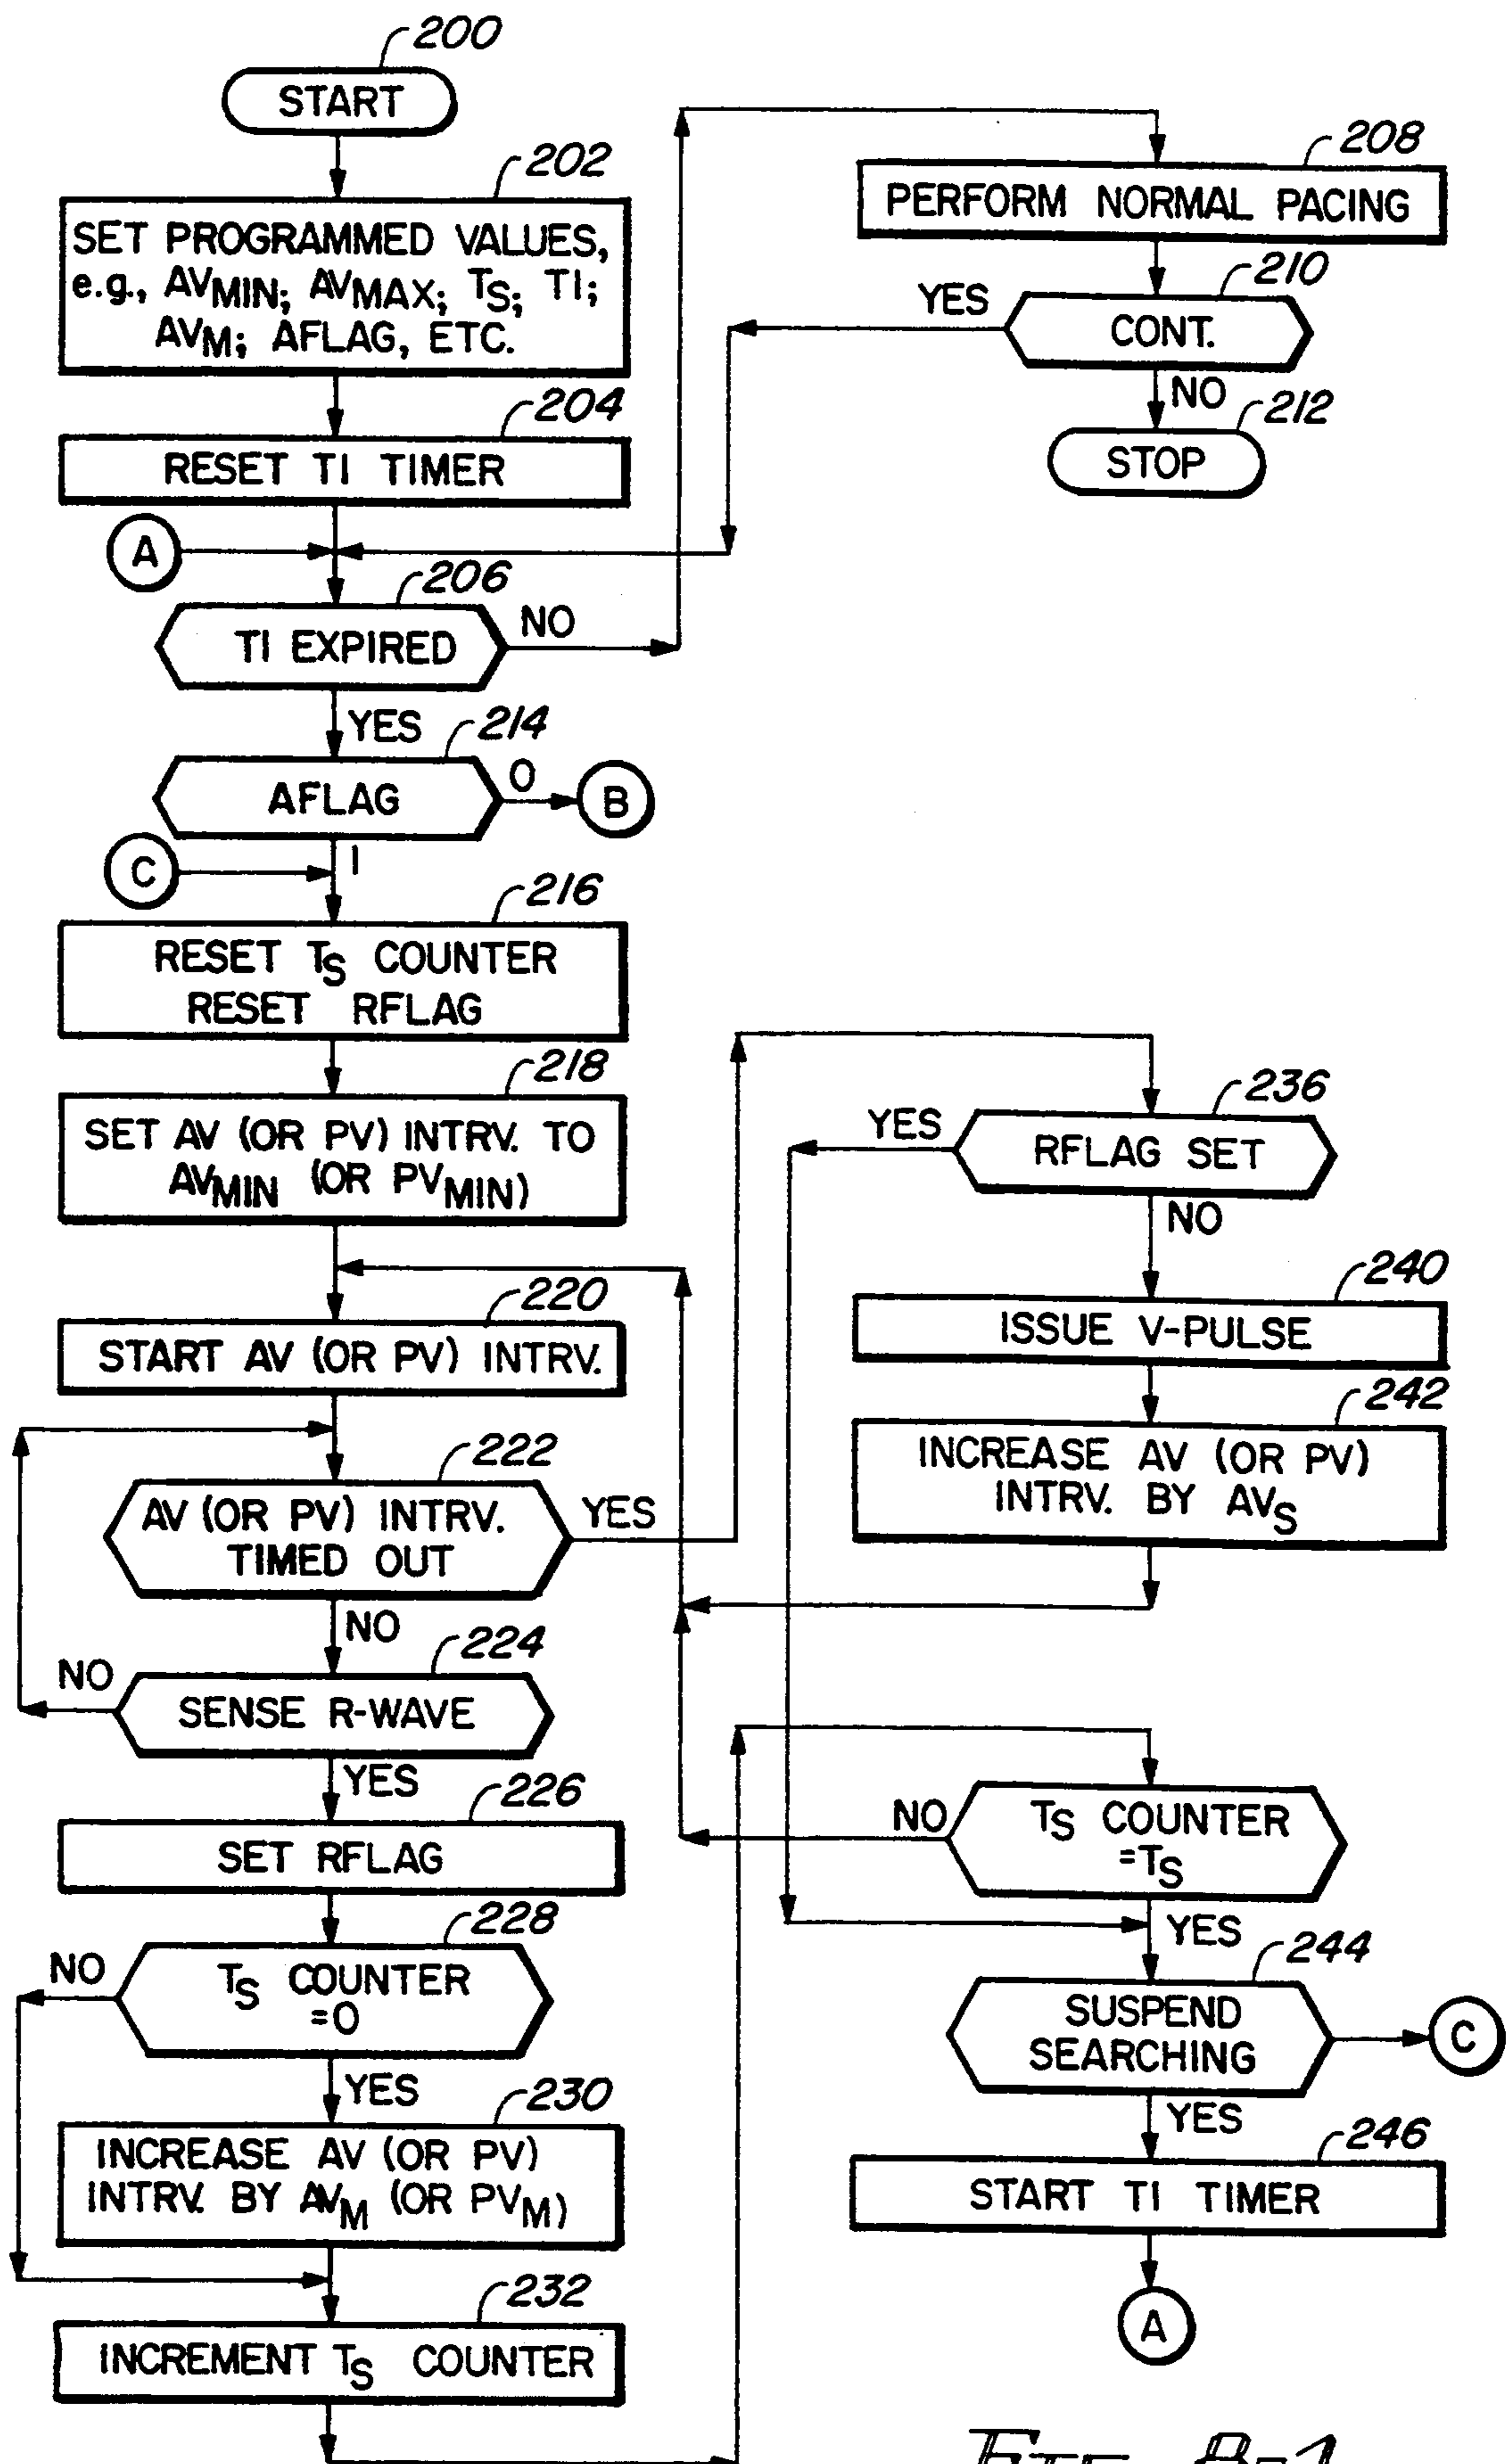 200
START
202
SET PROGRAMMED VALUES,
e.g., AVMIN; AVMAX; TS; TI;
AVM; AFLAG, ETC.
204
RESET TI TIMER
A
206
TI EXPIRED
NO
YES
208
PERFORM NORMAL PACING
210
YES
CONT.
NO
212
STOP
214
AFLAG
0
B
C
1
216
RESET TS COUNTER
RESET RFLAG
218
SET AV (OR PV) INTRV. TO
AVMIN (OR PVMIN)
220
START AV (OR PV) INTRV.
222
AV (OR PV) INTRV.
TIMED OUT
YES
NO
224
NO
SENSE R-WAVE
YES
226
SET RFLAG
228
NO
TS COUNTER
=0
YES
230
INCREASE AV (OR PV)
INTRV. BY AVM (OR PVM)
232
INCREMENT TS COUNTER
236
YES
RFLAG SET
NO
240
ISSUE V-PULSE
242
INCREASE AV (OR PV)
INTRV. BY AVS
NO
TS COUNTER
=TS
YES
244
SUSPEND
SEARCHING
C
YES
246
START TI TIMER
A